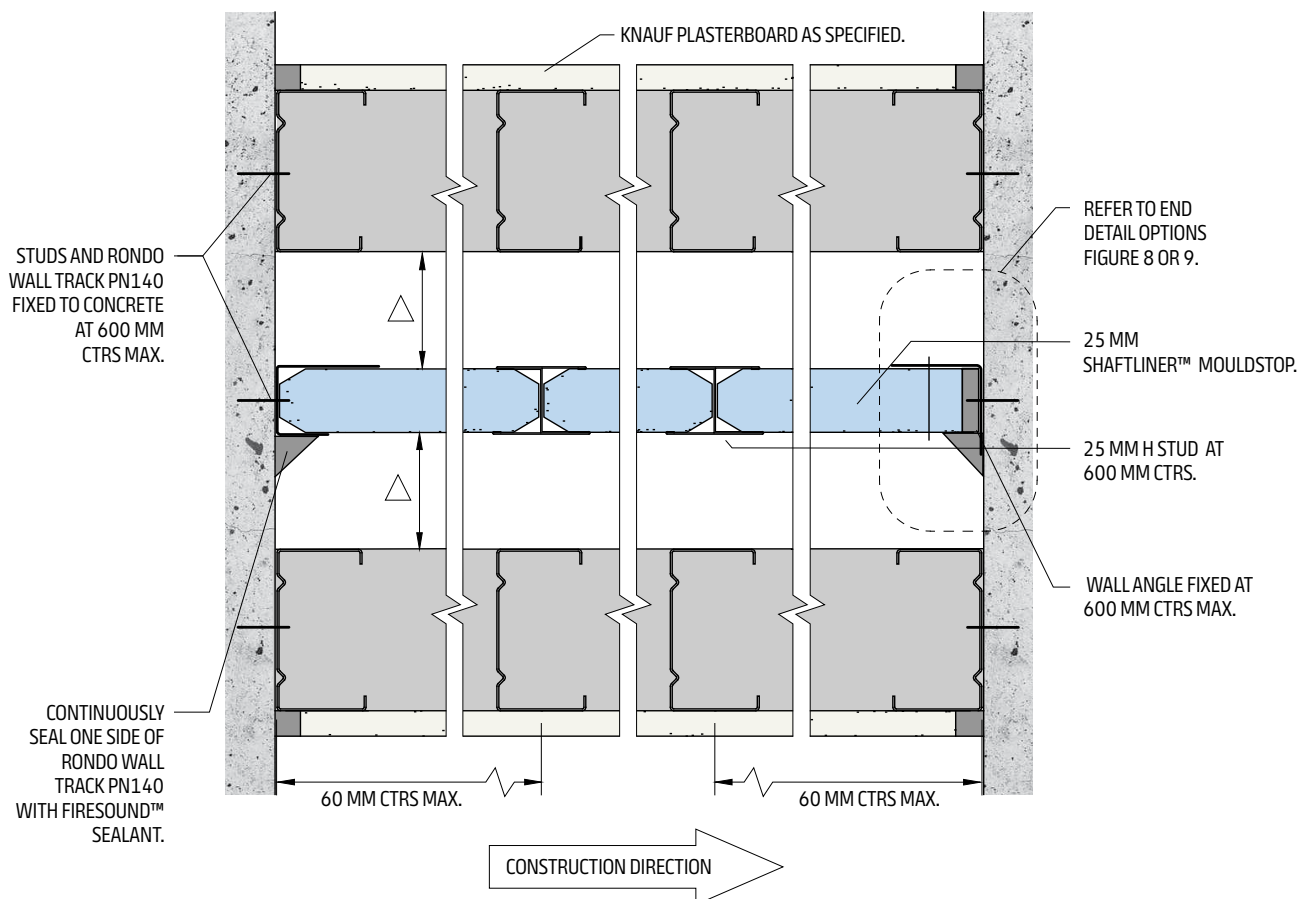 KNAUF PLASTERBOARD AS SPECIFIED.
STUDS AND RONDO
WALL TRACK PN140
FIXED TO CONCRETE
AT 600 MM
CTRS MAX.
REFER TO END
DETAIL OPTIONS
FIGURE 8 OR 9.
25 MM
SHAFTLINER™ MOULDSTOP.
25 MM H STUD AT
600 MM CTRS.
WALL ANGLE FIXED AT
600 MM CTRS MAX.
CONTINUOUSLY
SEAL ONE SIDE OF
RONDO WALL
TRACK PN140
WITH FIRESOUND™
SEALANT.
60 MM CTRS MAX.
60 MM CTRS MAX.
CONSTRUCTION DIRECTION